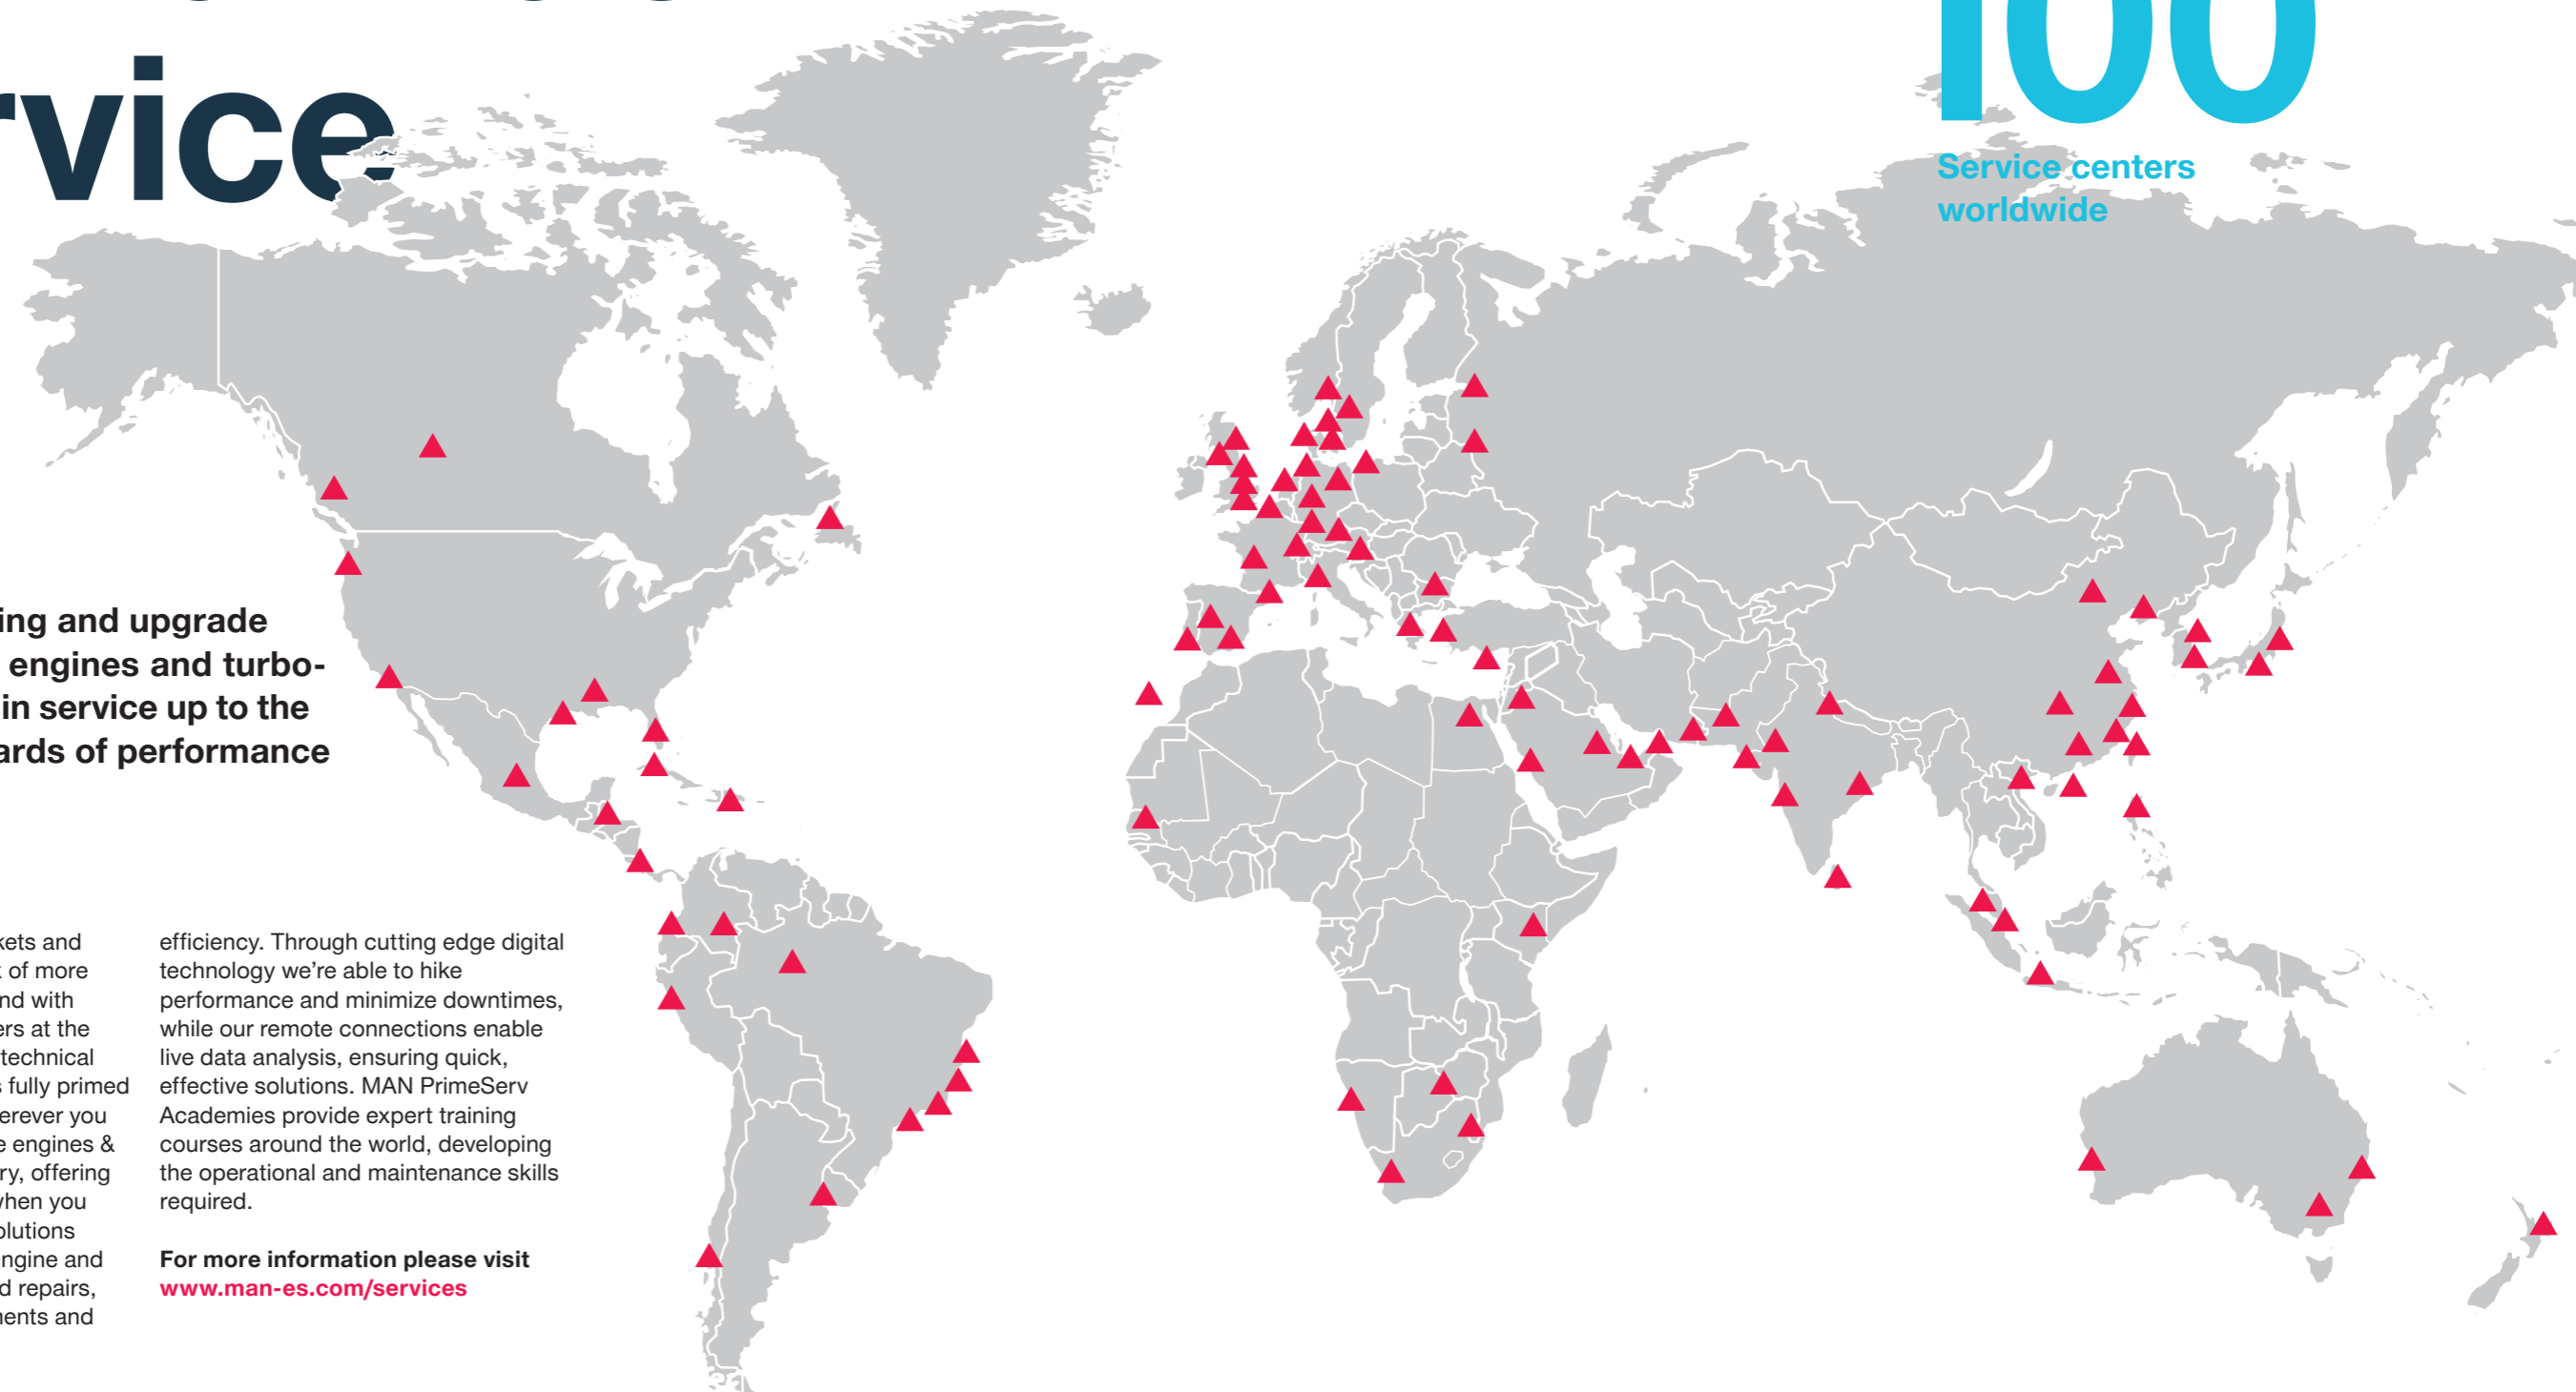 rvice
100
Service centers
worldwide
ing and upgrade
engines and turbo-
in service up to the
ards of performance
kets and
of more
nd with
ers at the
technical
fully primed
erever you
e engines &
ry, offering
when you
olutions
ngine and
d repairs,
ents and
efficiency. Through cutting edge digital
technology we're able to hike
performance and minimize downtimes,
while our remote connections enable
live data analysis, ensuring quick,
effective solutions. MAN PrimeServ
Academies provide expert training
courses around the world, developing
the operational and maintenance skills
required.
For more information please visit
www.man-es.com/services